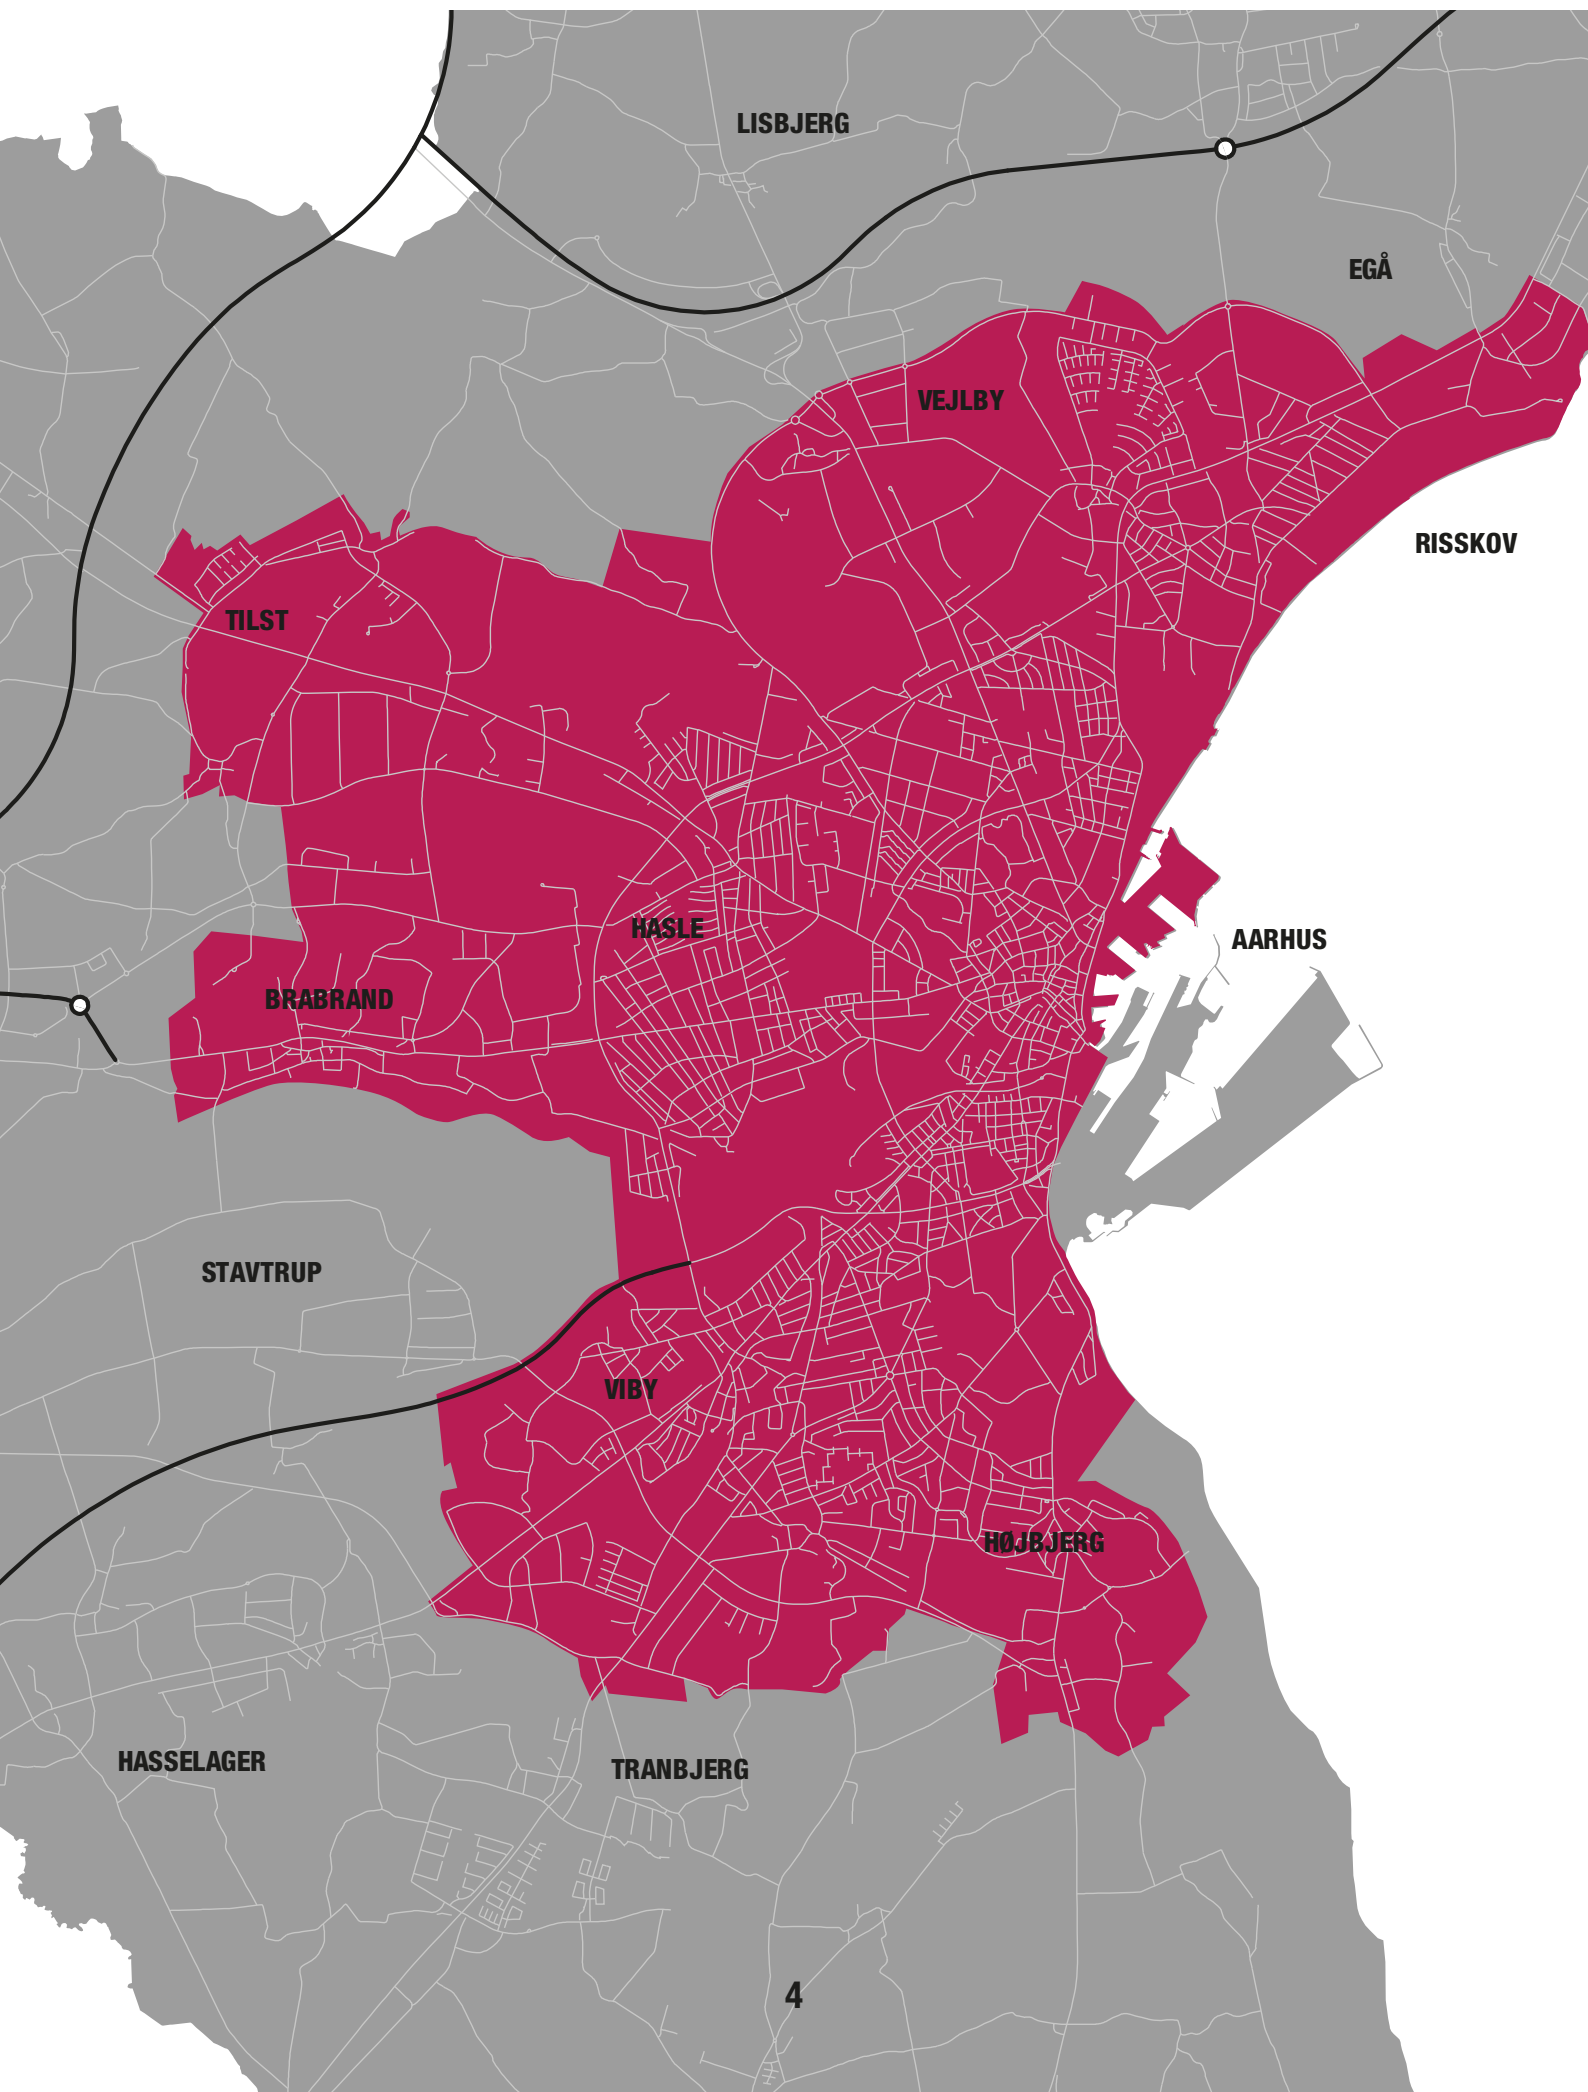 LISBJERG
EGÅ
VEJLBY
RISSKOV
TILST
HASLE
AARHUS
BRABRAND
STAVTRUP
VIBY
HØJBJERG
HASSELAGER
TRANBJERG
4